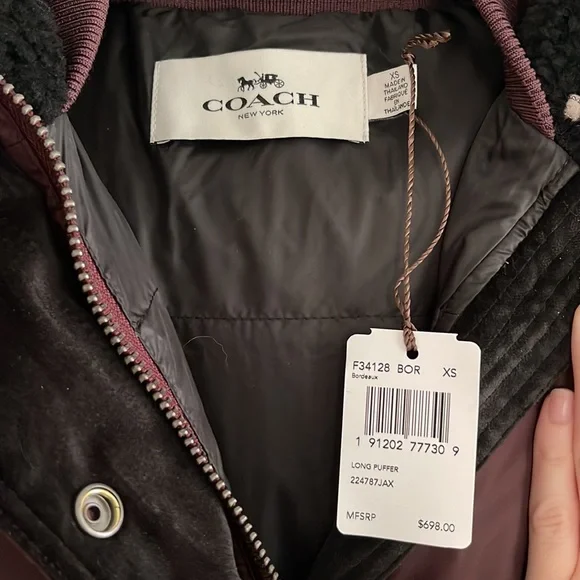 COACH
NEW YORK
XS
MADE IN
THAILAND
FABRIQUÉ
EN
THAÏLANDE
F34128 BOR XS
Bordeaux
1 91202 77730 9
LONG PUFFER
224787JAX
MFSRP $698.00